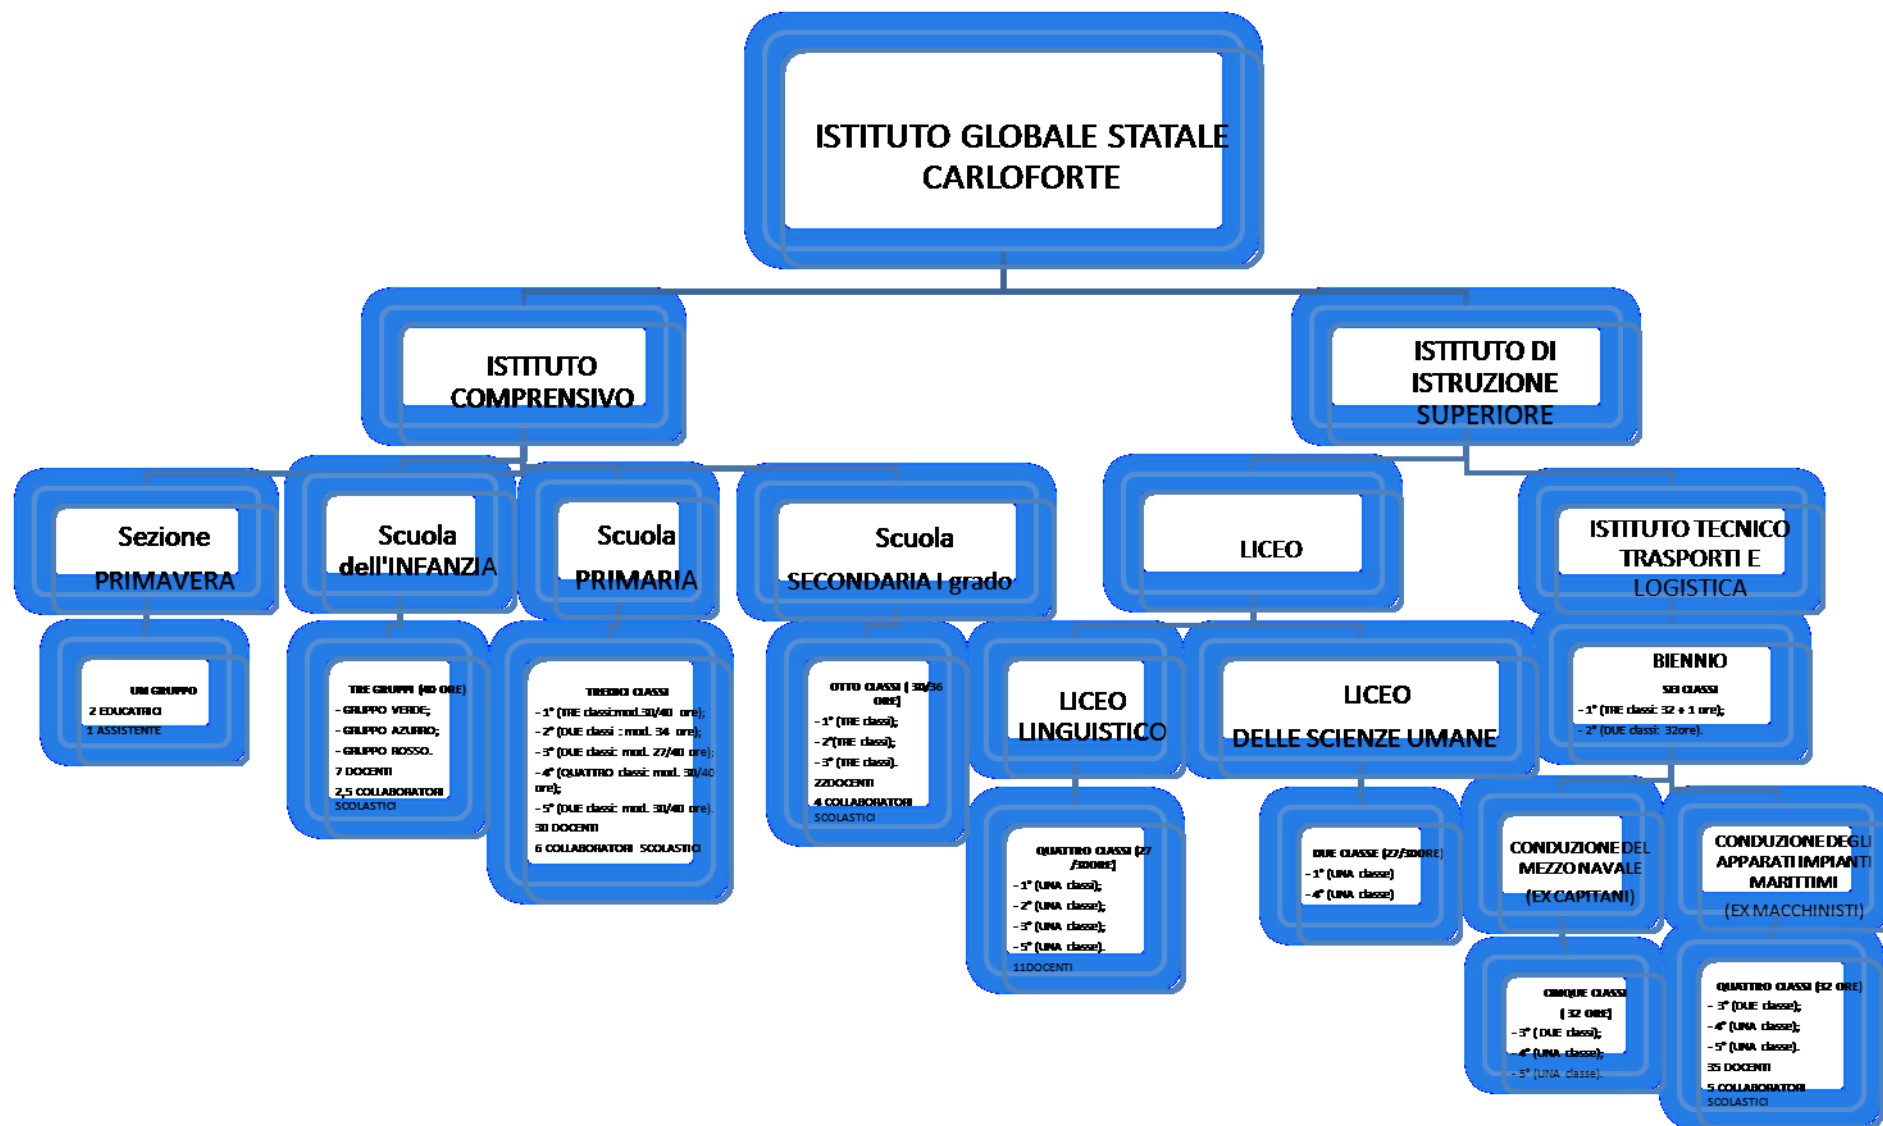 ISTITUTO GLOBALE STATALE
CARLOFORTE
ISTITUTO
COMPRENSIVO
ISTITUTO DI
ISTRUZIONE
SUPERIORE
Sezione
PRIMAVERA
Scuola
dell'INFANZIA
Scuola
PRIMARIA
Scuola
SECONDARIA I grado
LICEO
ISTITUTO TECNICO
TRASPORTI E
LOGISTICA
UN GRUPPO
2 EDUCATRICI
1 ASSISTENTE
TRE GRUPPI (40 ORE)
- GRUPPO VERDE;
- GRUPPO AZURRO;
- GRUPPO ROSSO.
7 DOCENTI
2,5 COLLABORATORI
SCOLASTICI
TREDICI CLASSI
- 1° (TRE classi:mod.30/40 ore);
- 2° (DUE classi : mod. 34 ore);
- 3° (DUE classi: mod. 27/40 ore);
- 4° (QUATTRO classi: mod. 30/40
ore);
- 5° (DUE classi: mod. 30/40 ore).
30 DOCENTI
6 COLLABORATORI SCOLASTICI
OTTO CLASSI ( 30/36
ORE)
- 1° (TRE classi);
- 2°(TRE classi);
- 3° (TRE classi).
22DOCENTI
4 COLLABORATORI
SCOLASTICI
LICEO
LINGUISTICO
QUATTRO CLASSI (27
/30ORE)
- 1° (UNA classi);
- 2° (UNA classe);
- 3° (UNA classe);
- 5° (UNA classe).
11DOCENTI
LICEO
DELLE SCIENZE UMANE
DUE CLASSE (27/30ORE)
- 1° (UNA classe)
- 4° (UNA classe)
BIENNIO
SEI CLASSI
- 1° (TRE classi: 32 + 1 ore);
- 2° (DUE classi: 32ore).
CONDUZIONE DEL
MEZZO NAVALE
(EX CAPITANI)
CINQUE CLASSI
( 32 ORE)
- 3° ( DUE classi);
- 4° (UNA classe);
- 5° (UNA classe).
CONDUZIONE DEGLI
APPARATI IMPIANTI
MARITTIMI
(EX MACCHINISTI)
QUATTRO CLASSI (32 ORE)
- 3° (DUE classe);
- 4° (UNA classe);
- 5° (UNA classe).
35 DOCENTI
5 COLLABORATORI
SCOLASTICI